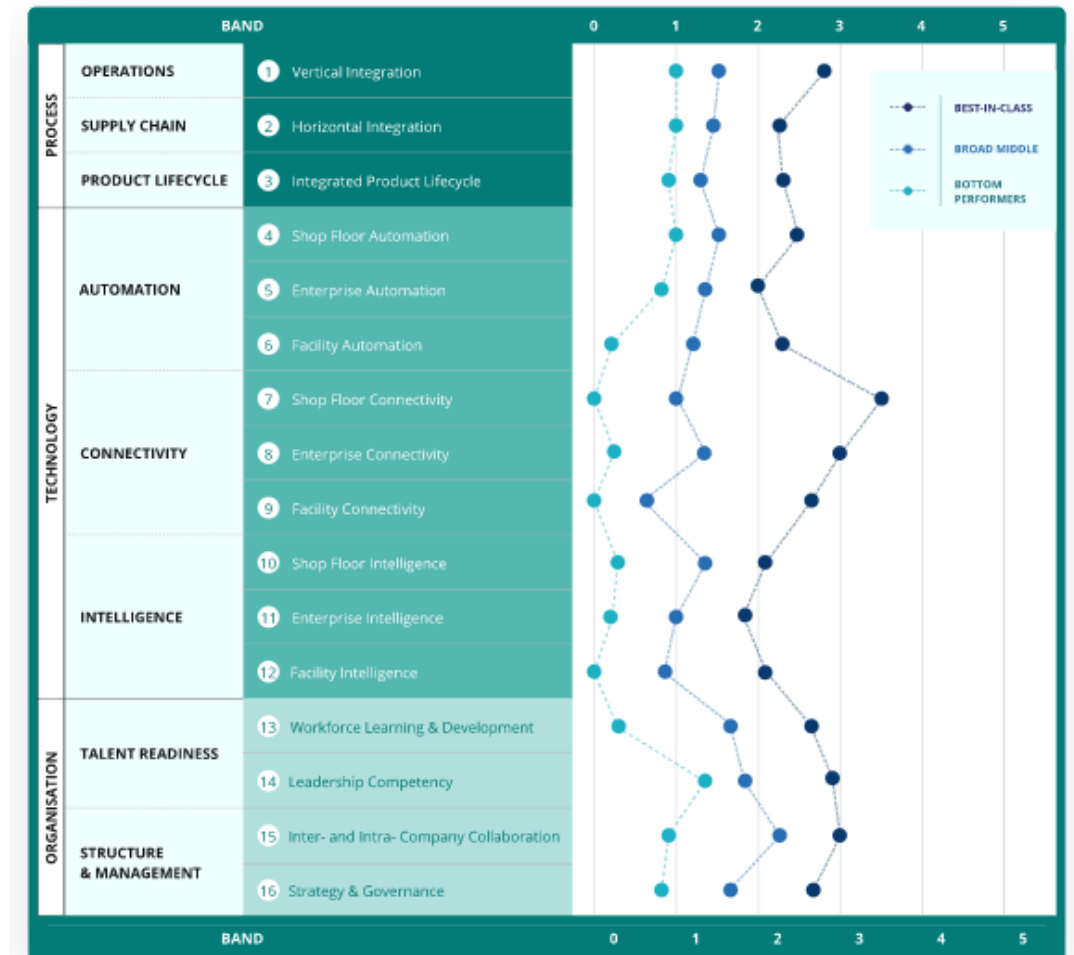 BAND 0 1 2 3 4 5
PROCESS
OPERATIONS
1 Vertical Integration
SUPPLY CHAIN
2 Horizontal Integration
PRODUCT LIFECYCLE
3 Integrated Product Lifecycle
BEST-IN-CLASS
BROAD MIDDLE
BOTTOM
PERFORMERS
TECHNOLOGY
AUTOMATION
4 Shop Floor Automation
5 Enterprise Automation
6 Facility Automation
CONNECTIVITY
7 Shop Floor Connectivity
8 Enterprise Connectivity
9 Facility Connectivity
INTELLIGENCE
10 Shop Floor Intelligence
11 Enterprise Intelligence
12 Facility Intelligence
ORGANISATION
TALENT READINESS
13 Workforce Learning & Development
14 Leadership Competency
STRUCTURE
& MANAGEMENT
15 Inter- and Intra- Company Collaboration
16 Strategy & Governance
BAND 0 1 2 3 4 5